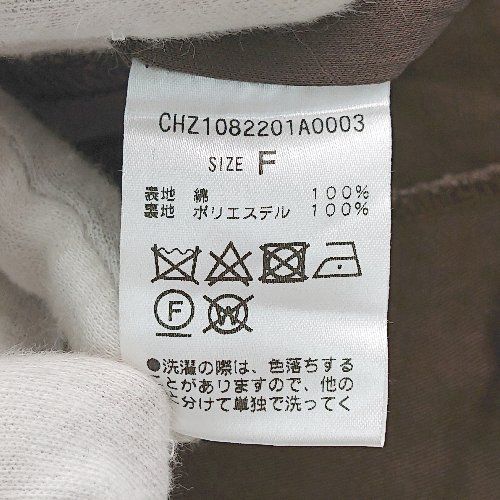 CHZ1082201A0003
SIZE F
表地 綿 100%
裏地 ポリエステル 100%
F
W
●洗濯の際は、色落ちする
ことがありますので、他の
と分けて単独で洗ってく